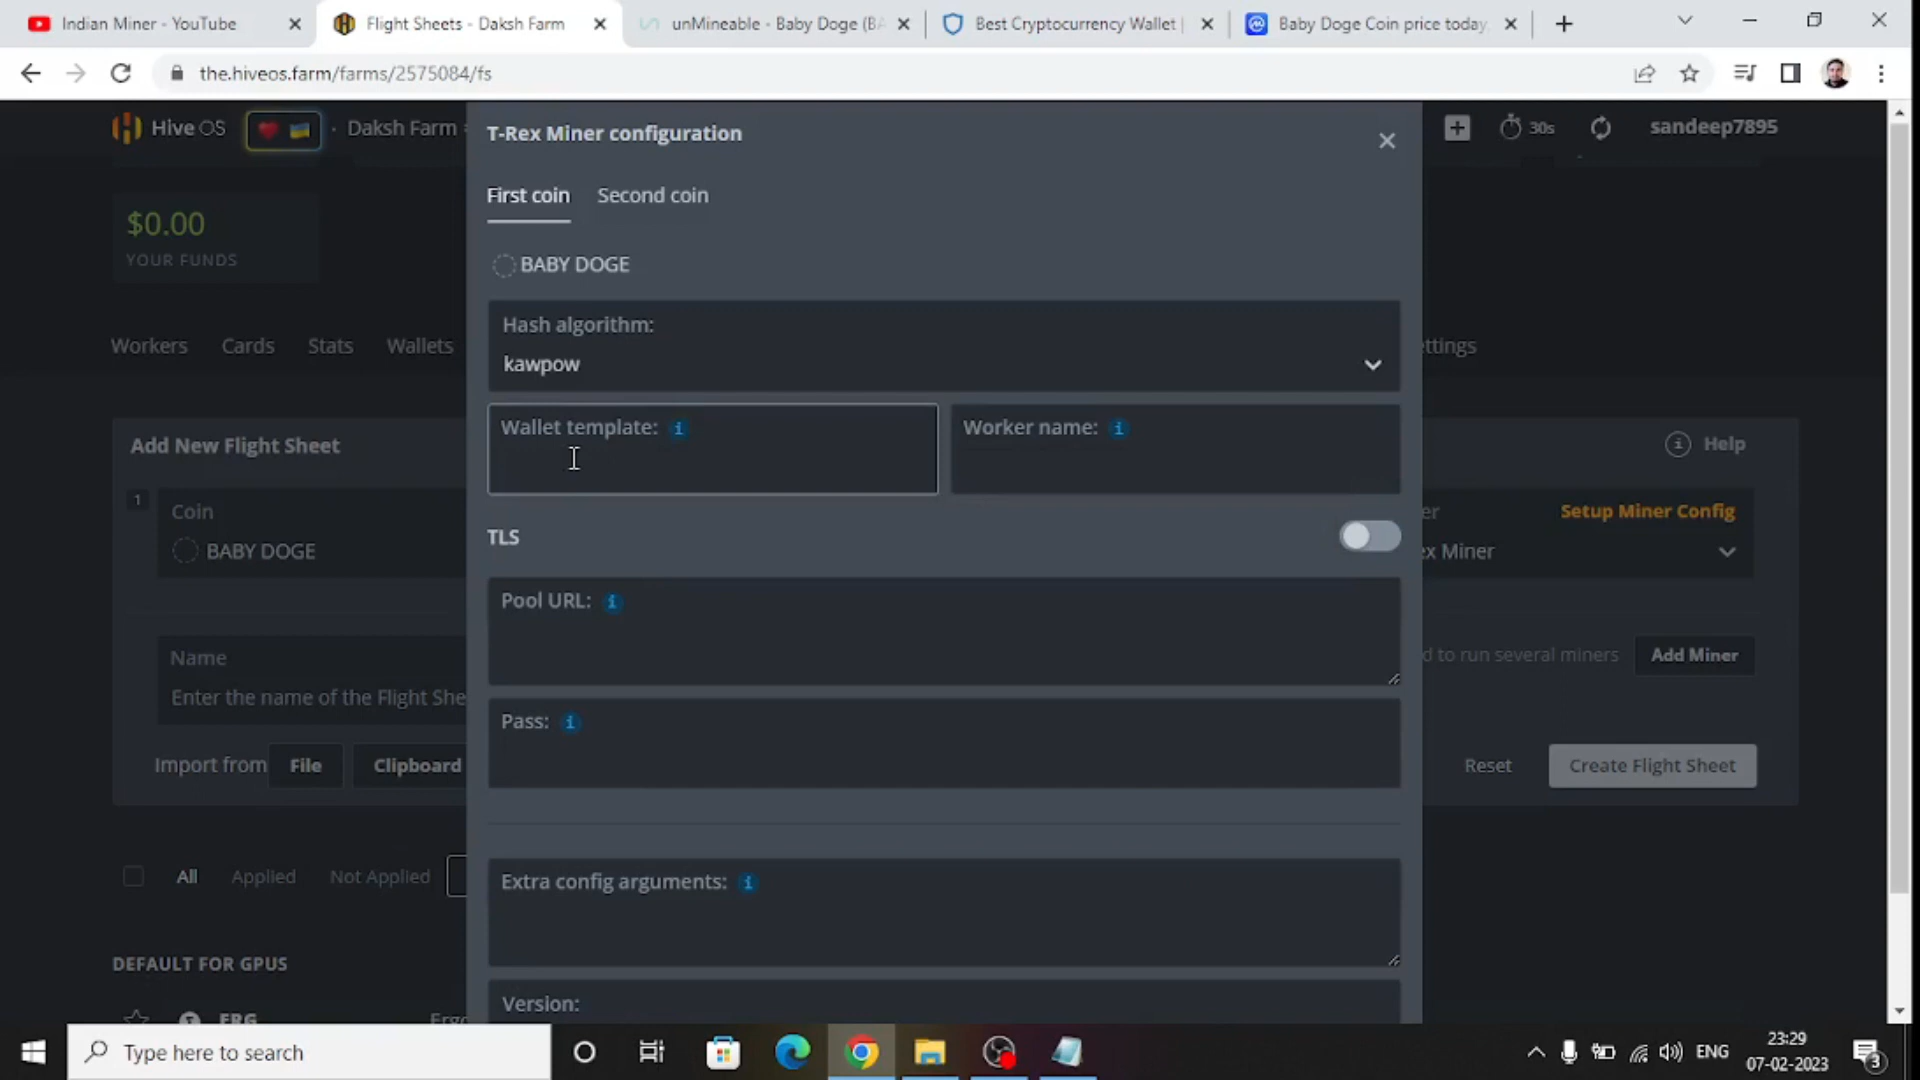 Indian Miner - YouTube
Flight Sheets - Daksh Farm
unMineable - Baby Doge (BA
Best Cryptocurrency Wallet |
Baby Doge Coin price today,
the.hiveos.farm/farms/2575084/fs
Hive OS
Daksh Farm
T-Rex Miner configuration
30s
sandeep7895
First coin
Second coin
$0.00
YOUR FUNDS
BABY DOGE
Hash algorithm:
kawpow
Workers
Cards
Stats
Wallets
ettings
Wallet template:
Worker name:
Add New Flight Sheet
Help
1
Coin
BABY DOGE
er
Setup Miner Config
ex Miner
TLS
Pool URL:
Name
Enter the name of the Flight She
d to run several miners
Add Miner
Pass:
Import from
File
Clipboard
Reset
Create Flight Sheet
All
Applied
Not Applied
Extra config arguments:
DEFAULT FOR GPUS
ERG
Ergo
Version:
Type here to search
ENG
23:29
07-02-2023
3